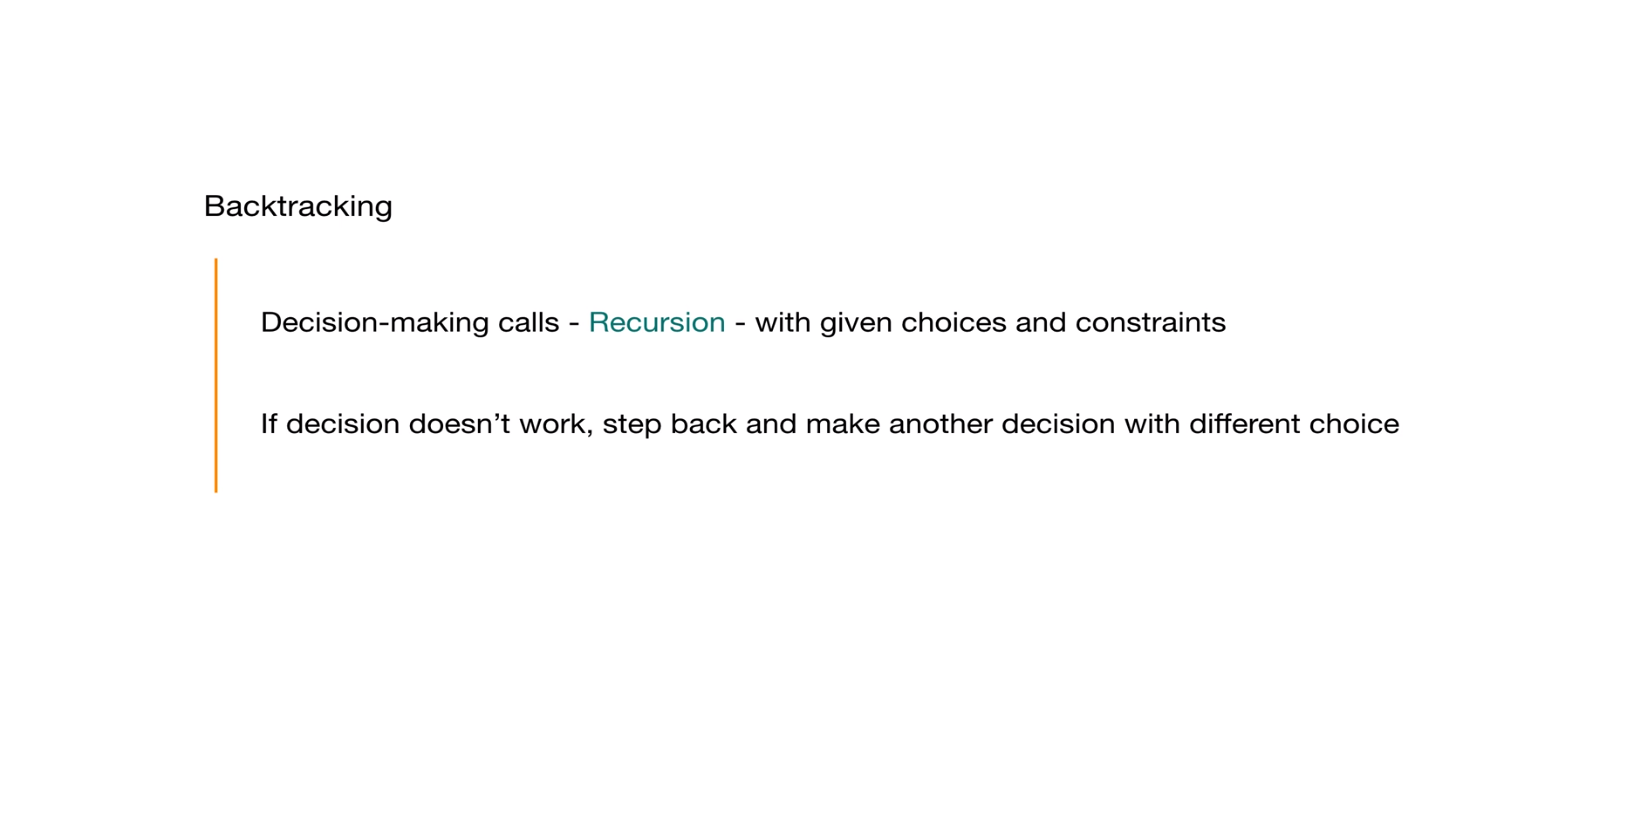 Backtracking
Decision-making calls - Recursion - with given choices and constraints
If decision doesn’t work, step back and make another decision with different choice